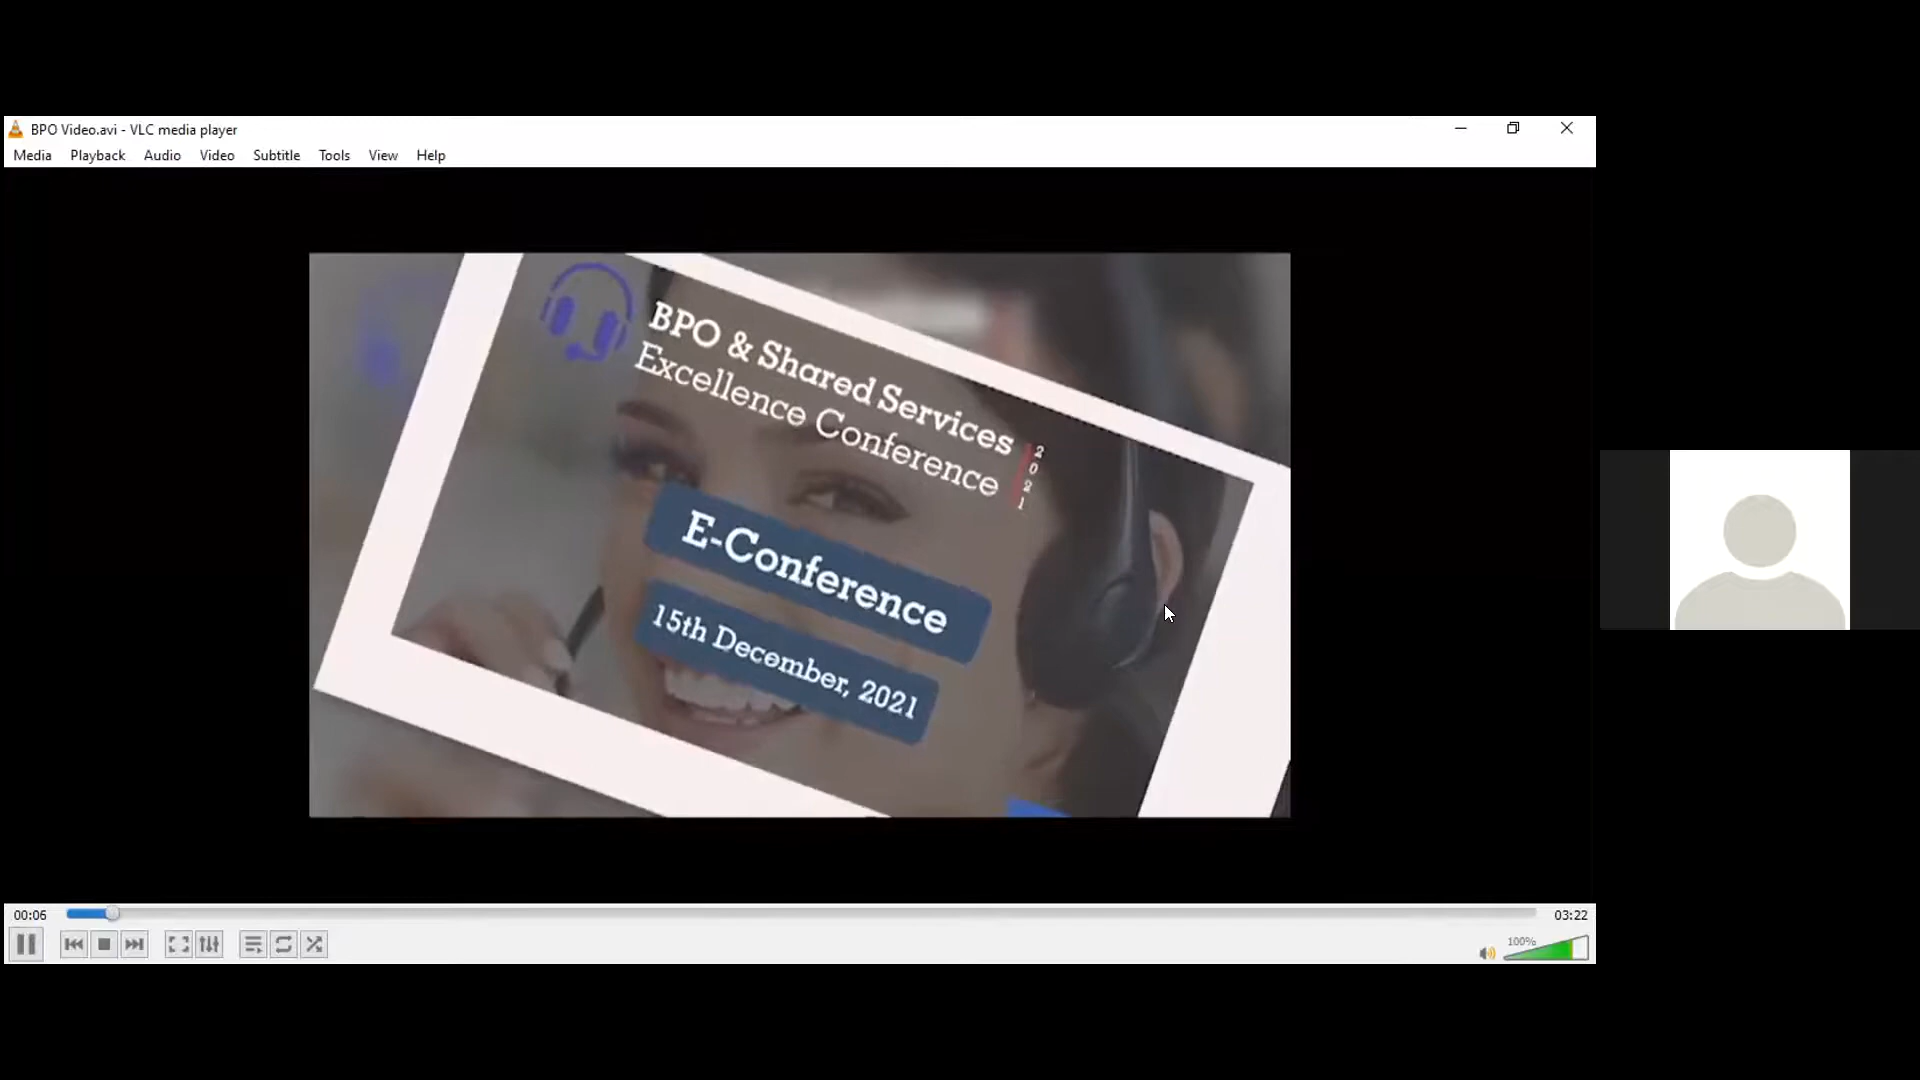 BPO Video.avi - VLC media player
Media Playback Audio Video Subtitle Tools View Help
BPO & Shared Services
Excellence Conference
2021
E-Conference
15th December, 2021
00:06
03:22
100%